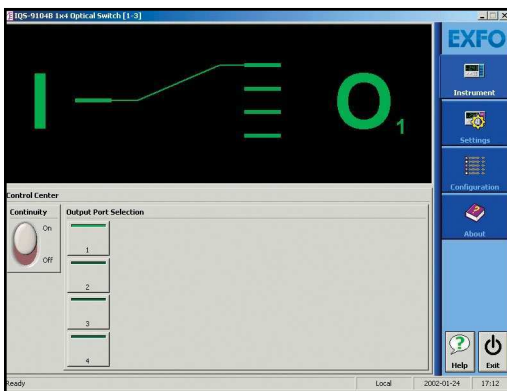 IQS-9104B 1x4 Optical Switch [1-3]
EXFO
I O1
Instrument
Settings
Configuration
About
Control Center
Continuity
On
Off
Output Port Selection
1
2
3
4
Help Exit
Ready Local 2002-01-24 17:12